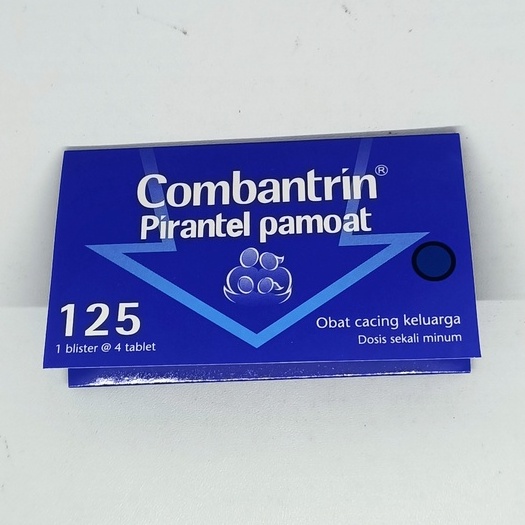 Combantrin®
Pirantel pamoat
125
1 blister @ 4 tablet
Obat cacing keluarga
Dosis sekali minum